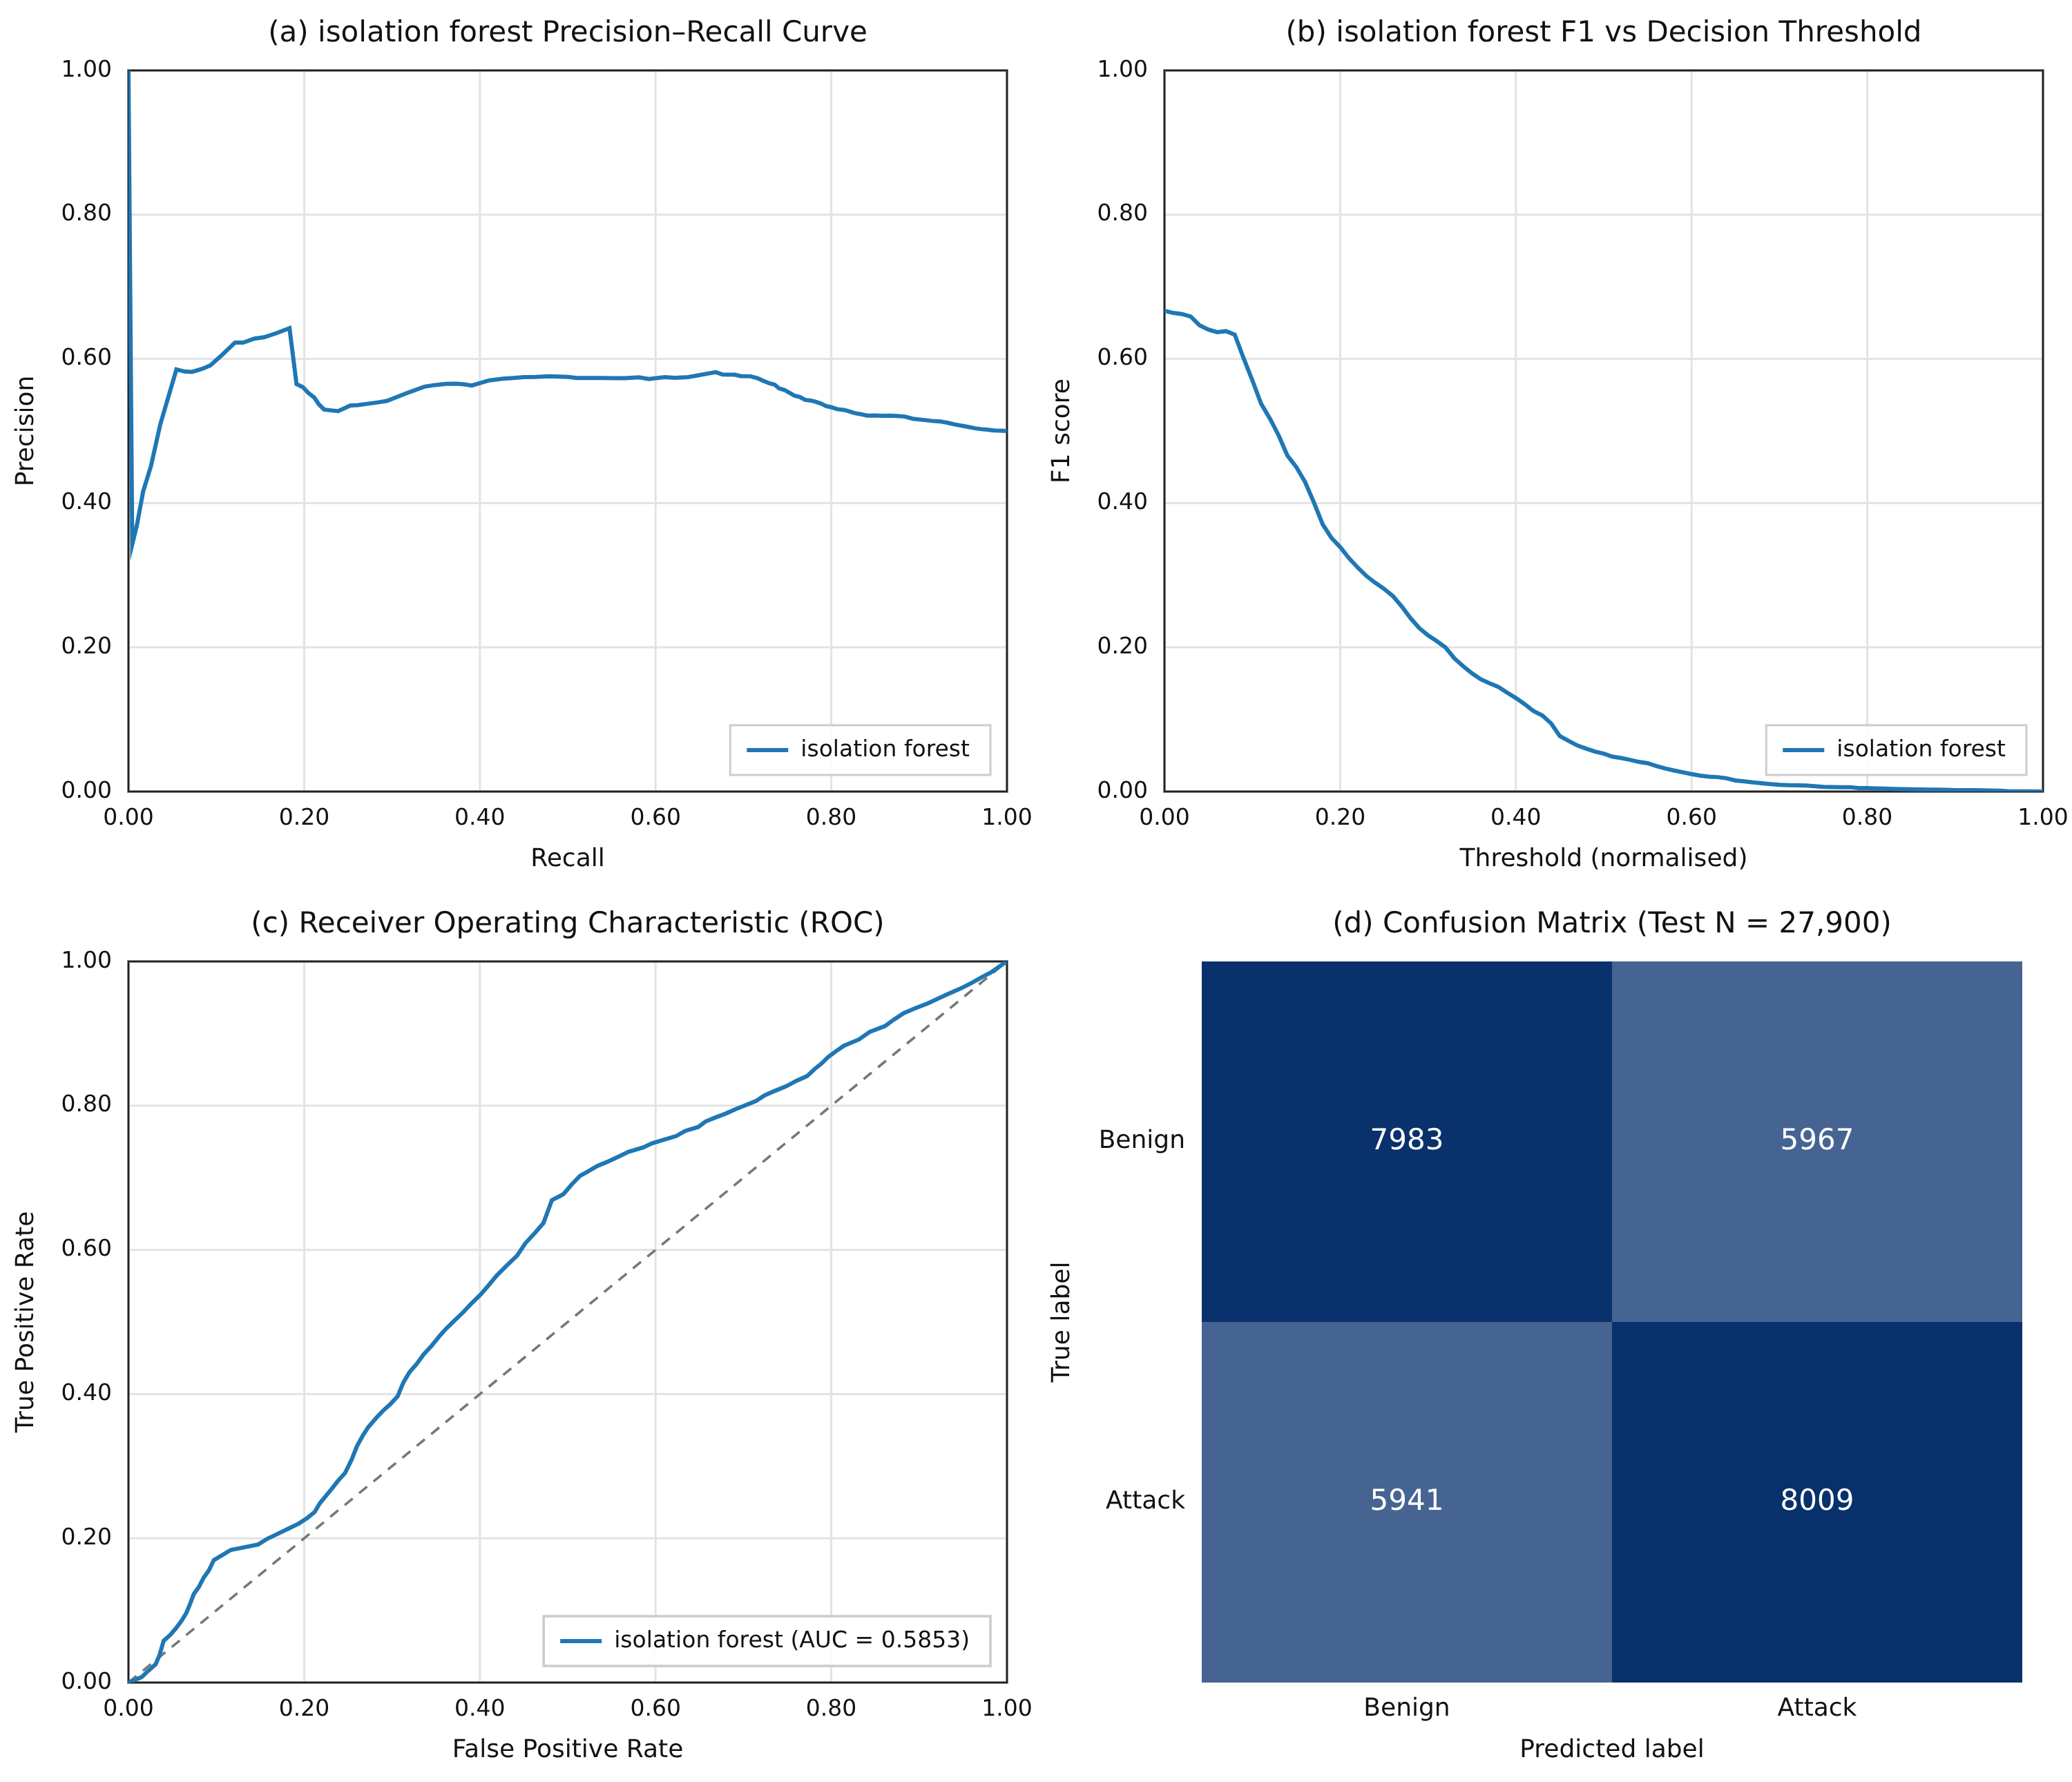 (a) isolation forest Precision–Recall Curve
1.00
0.80
0.60
0.40
0.20
0.00
Precision
0.00 0.20 0.40 0.60 0.80 1.00
Recall
isolation forest
(b) isolation forest F1 vs Decision Threshold
1.00
0.80
0.60
0.40
0.20
0.00
F1 score
0.00 0.20 0.40 0.60 0.80 1.00
Threshold (normalised)
isolation forest
(c) Receiver Operating Characteristic (ROC)
1.00
0.80
0.60
0.40
0.20
0.00
True Positive Rate
0.00 0.20 0.40 0.60 0.80 1.00
False Positive Rate
isolation forest (AUC = 0.5853)
(d) Confusion Matrix (Test N = 27,900)
True label
Benign
7983 5967
Attack
5941 8009
Benign Attack
Predicted label